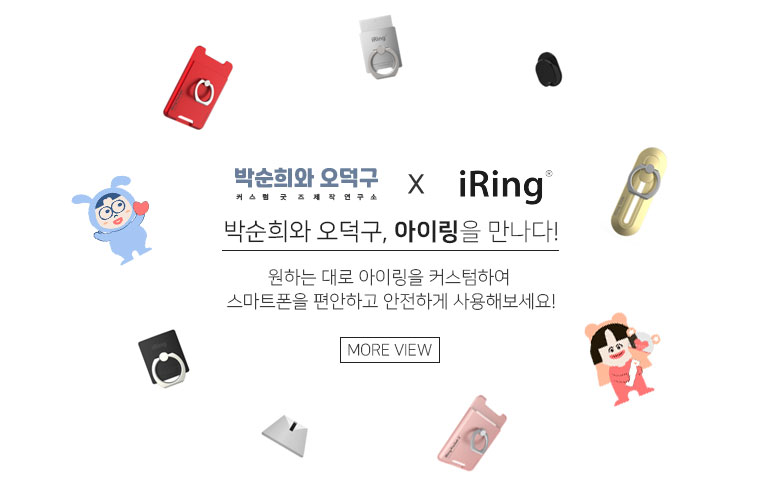 iRing
박순희와 오덕구 X iRing®
커스텀굿즈제작연구소
박순희와 오덕구, 아이링을 만나다!
원하는 대로 아이링을 커스텀하여
스마트폰을 편안하고 안전하게 사용해보세요!
iRing
MORE VIEW